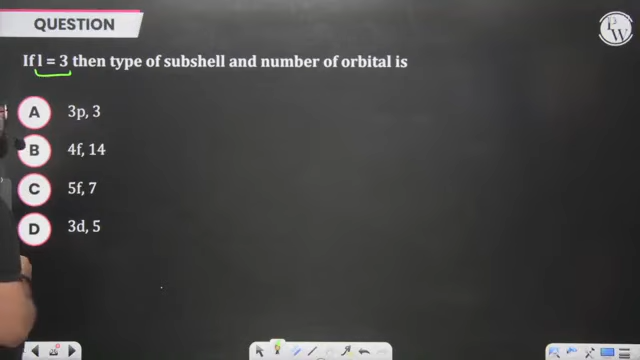 QUESTION
PW
If l = 3 then type of subshell and number of orbital is
A 3p, 3
B 4f, 14
C 5f, 7
D 3d, 5